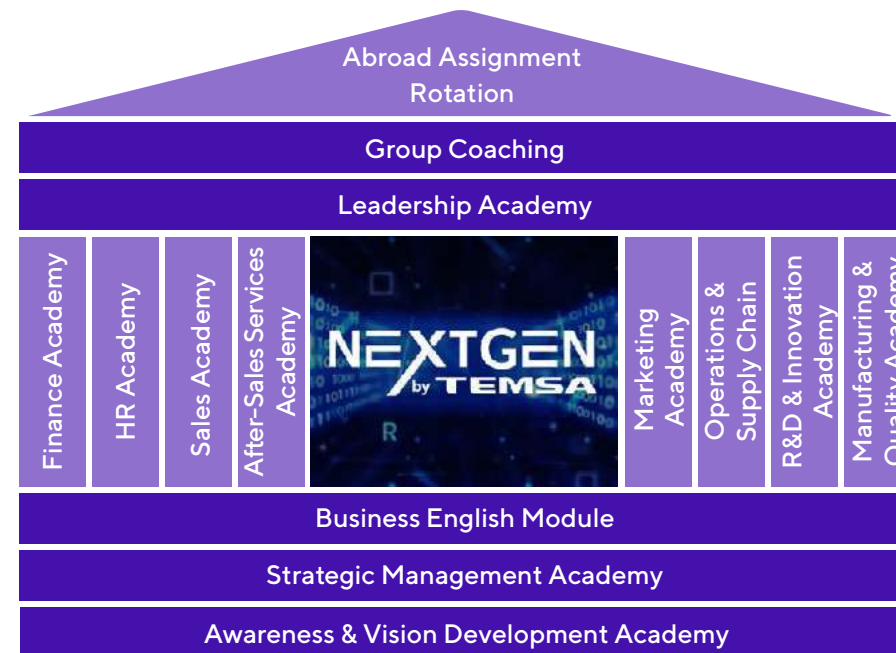 Abroad Assignment
Rotation
Group Coaching
Leadership Academy
Finance Academy
HR Academy
Sales Academy
After-Sales Services
Academy
NEXTGEN
by TEMSA
R
Marketing
Academy
Operations &
Supply Chain
R&D & Innovation
Academy
Manufacturing &
Quality Academy
Business English Module
Strategic Management Academy
Awareness & Vision Development Academy